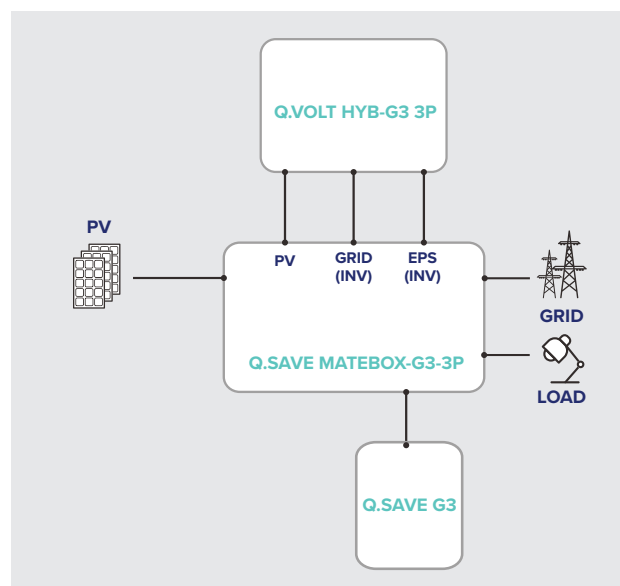 Q.VOLT HYB-G3 3P
PV
PV
GRID
(INV)
EPS
(INV)
GRID
Q.SAVE MATEBOX-G3-3P
LOAD
Q.SAVE G3